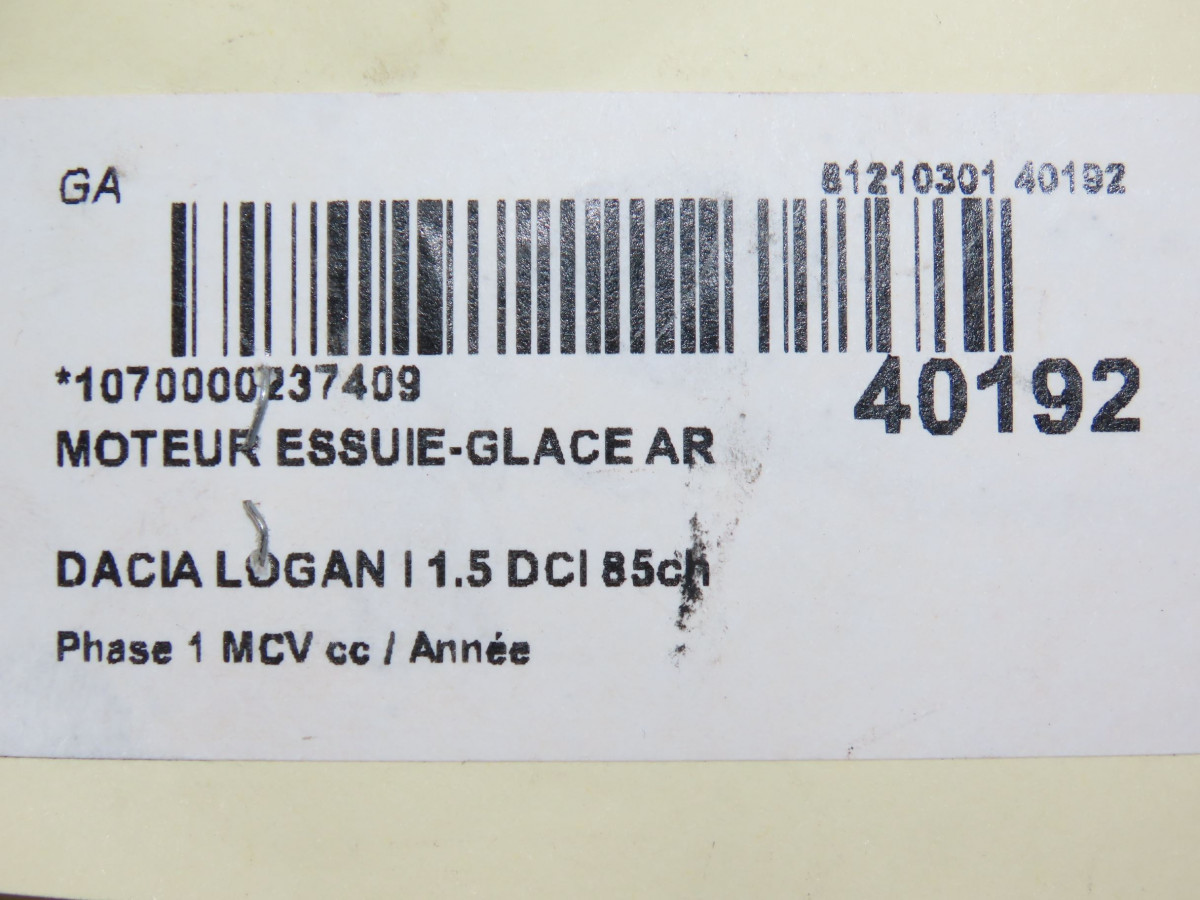 GA
81210301 40192
*1070000237409
40192
MOTEUR ESSUIE-GLACE AR
DACIA LOGAN I 1.5 DCI 85ch
Phase 1 MCV cc / Année